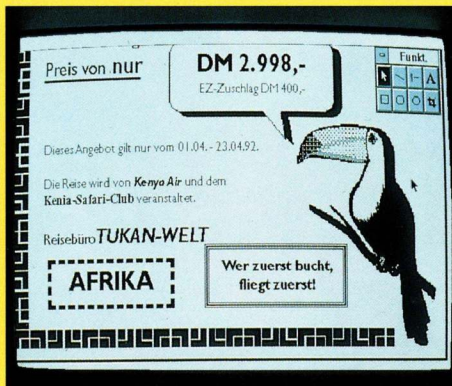 Preis von nur
DM 2.998,-
EZ-Zuschlag DM 400,-
Funkt.
A
Dieses Angebot gilt nur vom 01.04.- 23.04.92.
Die Reise wird von Kenya Air und dem
Kenia-Safari-Club veranstaltet.
Reisebüro TUKAN-WELT
AFRIKA
Wer zuerst bucht,
fliegt zuerst!